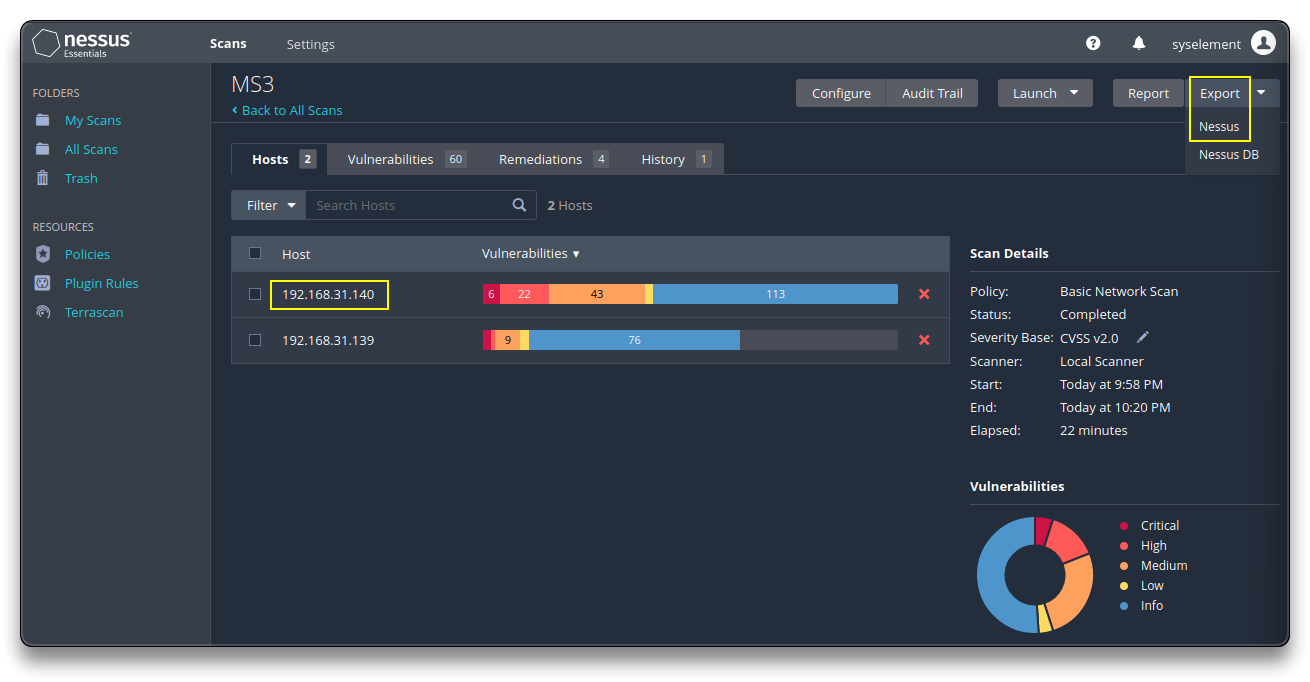 nessus
Essentials
Scans
Settings
?
syselement
FOLDERS
My Scans
All Scans
Trash
RESOURCES
Policies
Plugin Rules
Terrascan
MS3
Back to All Scans
Configure
Audit Trail
Launch
Report
Export
Nessus
Nessus DB
Hosts 2
Vulnerabilities 60
Remediations 4
History 1
Filter
Search Hosts
2 Hosts
Host
Vulnerabilities
192.168.31.140
6 22 43 113
192.168.31.139
9 76
Scan Details
Policy: Basic Network Scan
Status: Completed
Severity Base: CVSS v2.0
Scanner: Local Scanner
Start: Today at 9:58 PM
End: Today at 10:20 PM
Elapsed: 22 minutes
Vulnerabilities
Critical
High
Medium
Low
Info